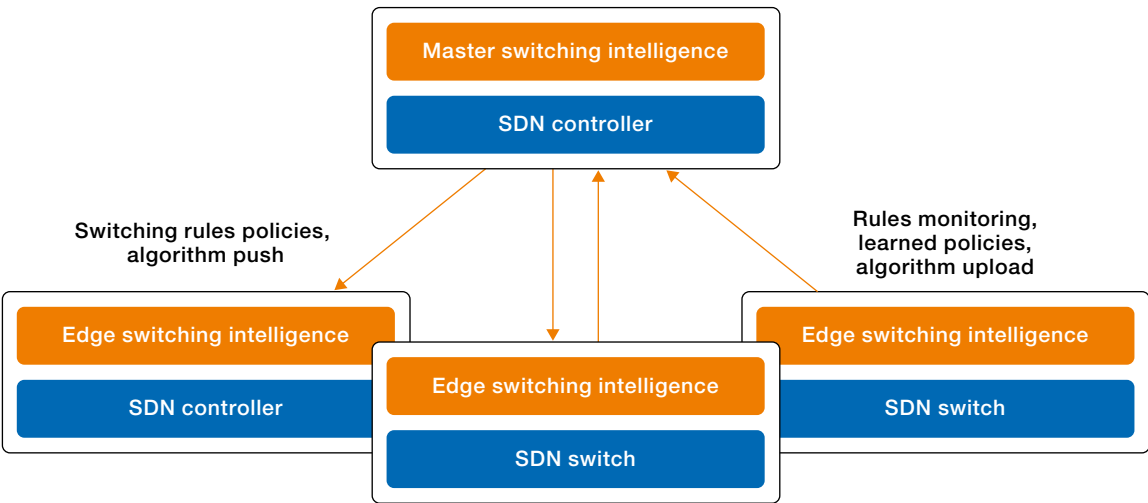 Master switching intelligence
SDN controller
Switching rules policies,
algorithm push
Rules monitoring,
learned policies,
algorithm upload
Edge switching intelligence
SDN controller
Edge switching intelligence
SDN switch
Edge switching intelligence
SDN switch